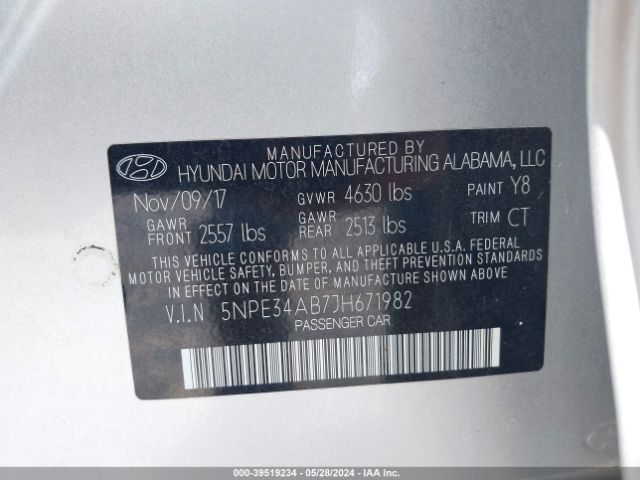 MANUFACTURED BY
HYUNDAI MOTOR MANUFACTURING ALABAMA, LLC
Nov/09/17 GVWR 4630 lbs PAINT Y8
GAWR FRONT 2557 lbs GAWR REAR 2513 lbs TRIM CT
THIS VEHICLE CONFORMS TO ALL APPLICABLE U.S.A. FEDERAL
MOTOR VEHICLE SAFETY, BUMPER, AND THEFT PREVENTION STANDARDS
IN EFFECT ON THE DATE OF MANUFACTURE SHOWN ABOVE.
V.I.N 5NPE34AB7JH671982
PASSENGER CAR
000-39519234 - 05/28/2024 - IAA Inc.